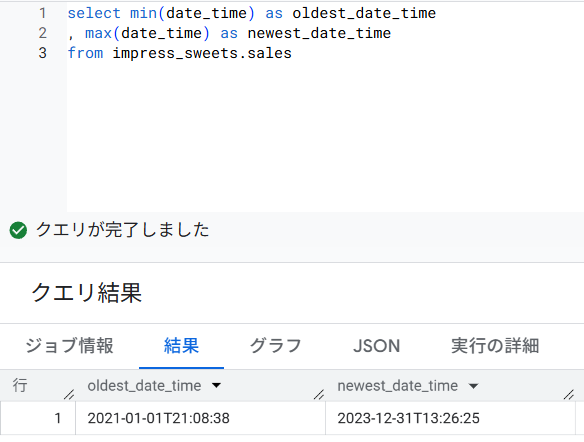 1 select min(date_time) as oldest_date_time
2 , max(date_time) as newest_date_time
3 from impress_sweets.sales
クエリが完了しました
クエリ結果
ジョブ情報 結果 グラフ JSON 実行の詳細
行 oldest_date_time newest_date_time
1 2021-01-01T21:08:38 2023-12-31T13:26:25